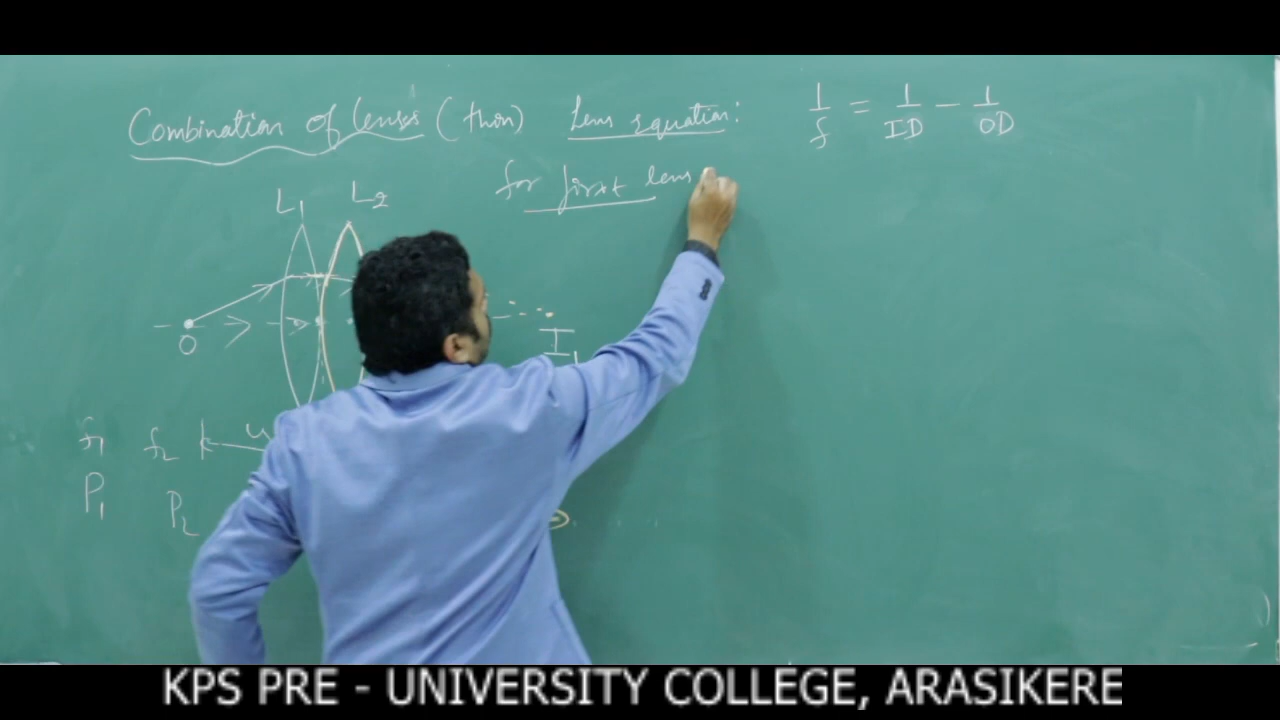 Combination of lenses (thin) Lens equation: 1/f = 1/ID - 1/OD
for first lens
L1 L2
O
I
f1 f2 u
P1 P2
KPS PRE - UNIVERSITY COLLEGE, ARASIKERE